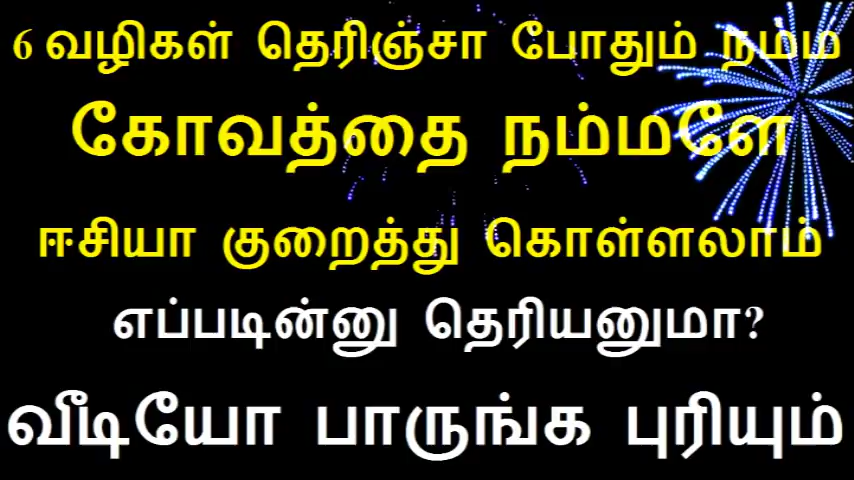 6 வழிகள் தெரிஞ்சா போதும் நம்ம
கோவத்தை நம்மளே
ஈசியா குறைத்து கொள்ளலாம்
எப்படின்னு தெரியனுமா?
வீடியோ பாருங்க புரியும்